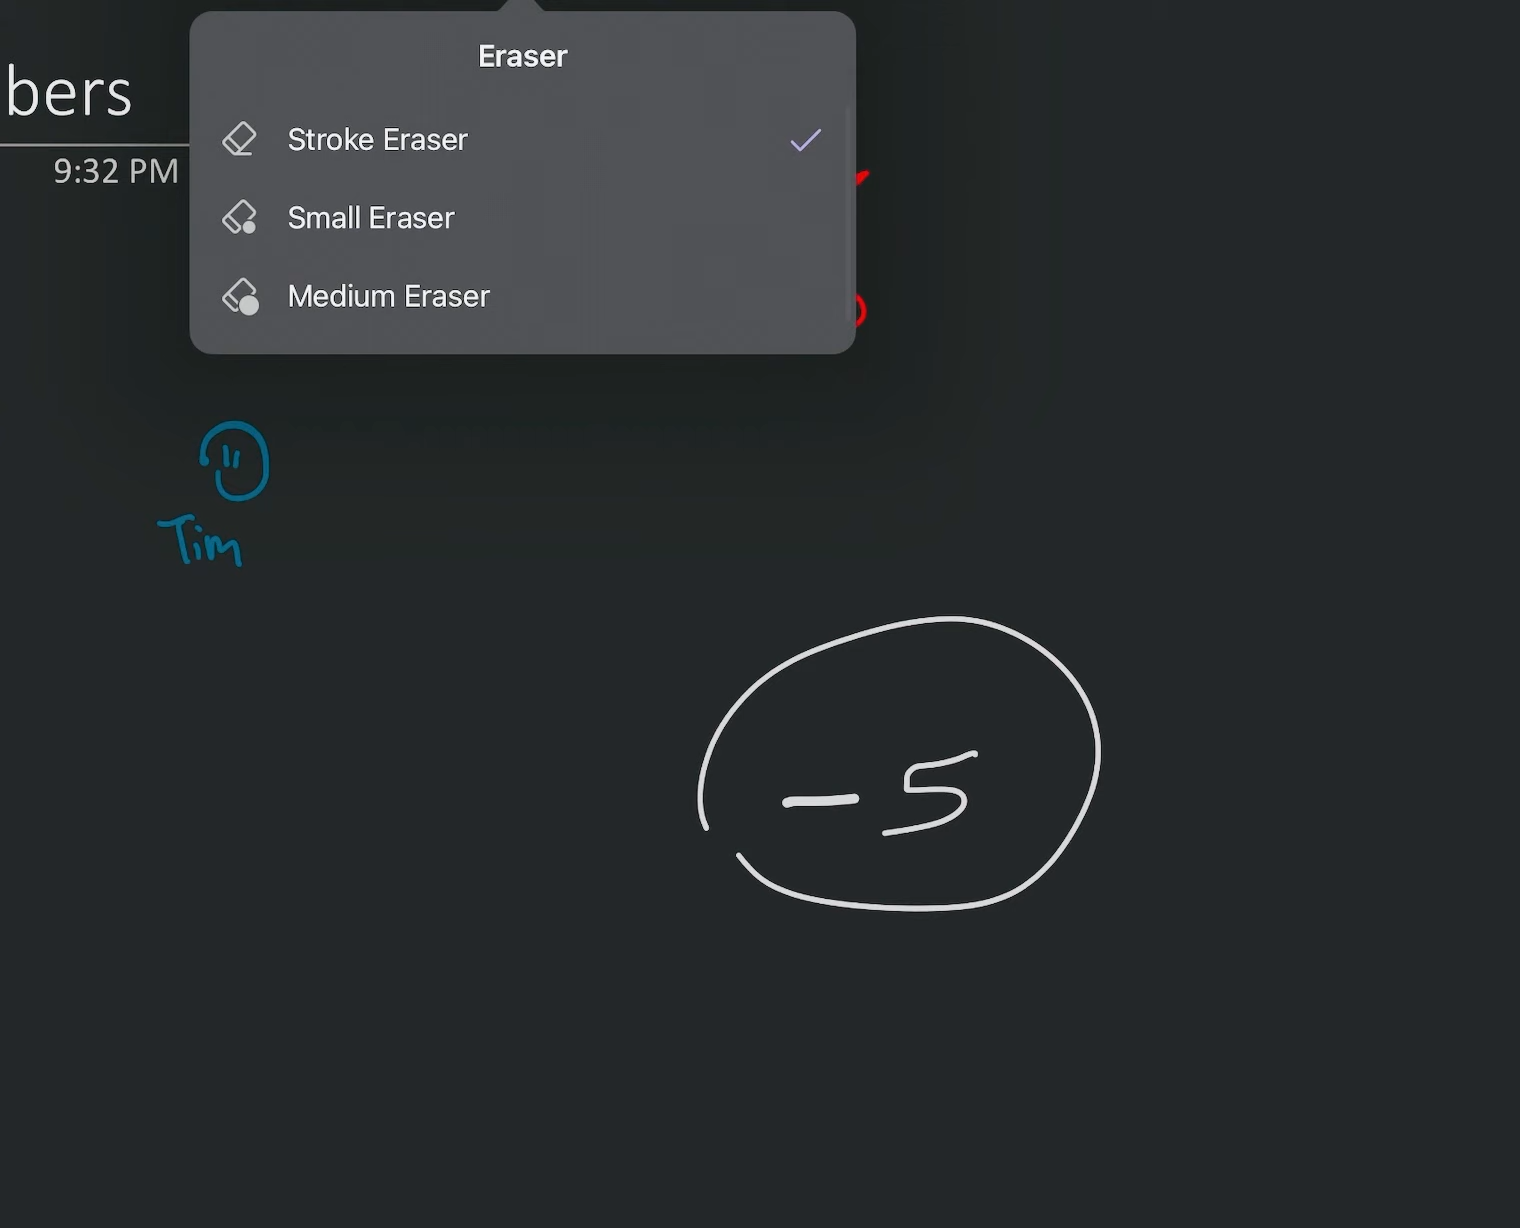 Eraser
bers
Stroke Eraser
9:32 PM
Small Eraser
Medium Eraser
Tim
- 5